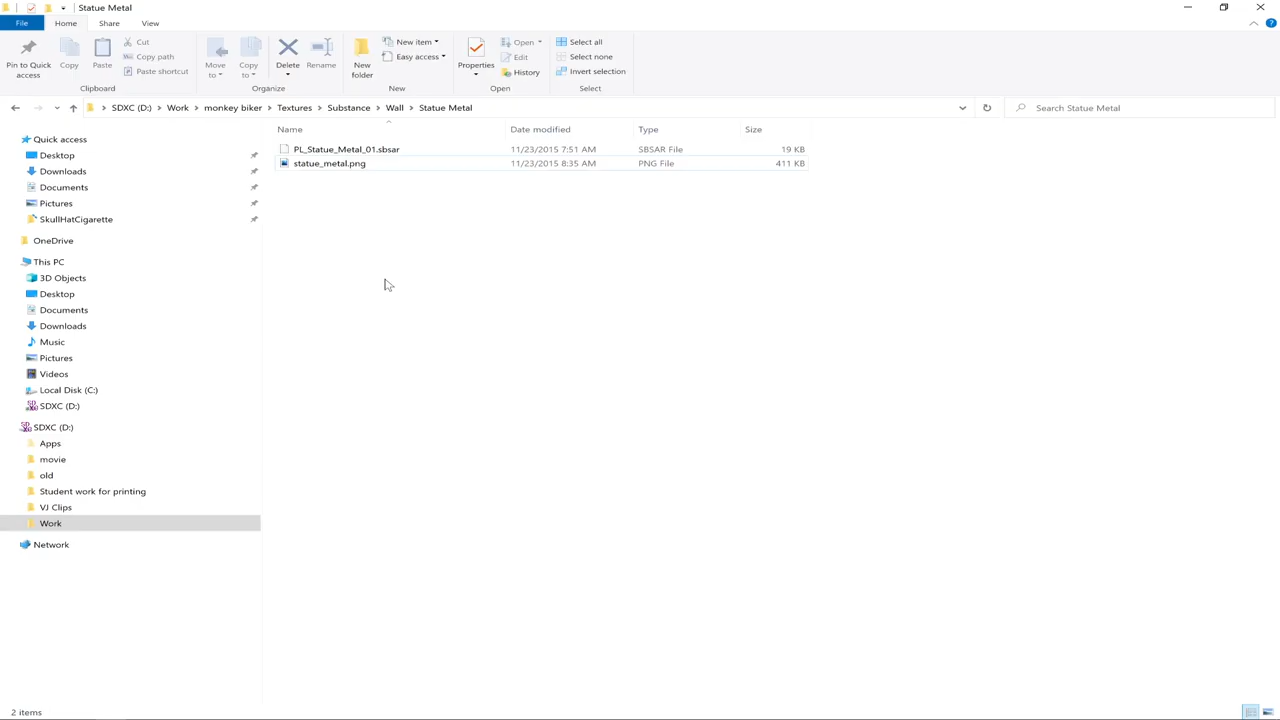 Statue Metal
File Home Share View
Pin to Quick access
Copy
Paste
Cut
Copy path
Paste shortcut
Clipboard
Move to
Copy to
Delete
Rename
Organize
New folder
New item
Easy access
New
Properties
Open
Edit
History
Open
Select all
Select none
Invert selection
Select
SDXC (D:) > Work > monkey biker > Textures > Substance > Wall > Statue Metal
Search Statue Metal
Name Date modified Type Size
PL_Statue_Metal_01.sbsar 11/23/2015 7:51 AM SBSAR File 19 KB
statue_metal.png 11/23/2015 8:35 AM PNG File 411 KB
Quick access
Desktop
Downloads
Documents
Pictures
SkullHatCigarette
OneDrive
This PC
3D Objects
Desktop
Documents
Downloads
Music
Pictures
Videos
Local Disk (C:)
SDXC (D:)
SDXC (D:)
Apps
movie
old
Student work for printing
VJ Clips
Work
Network
2 items